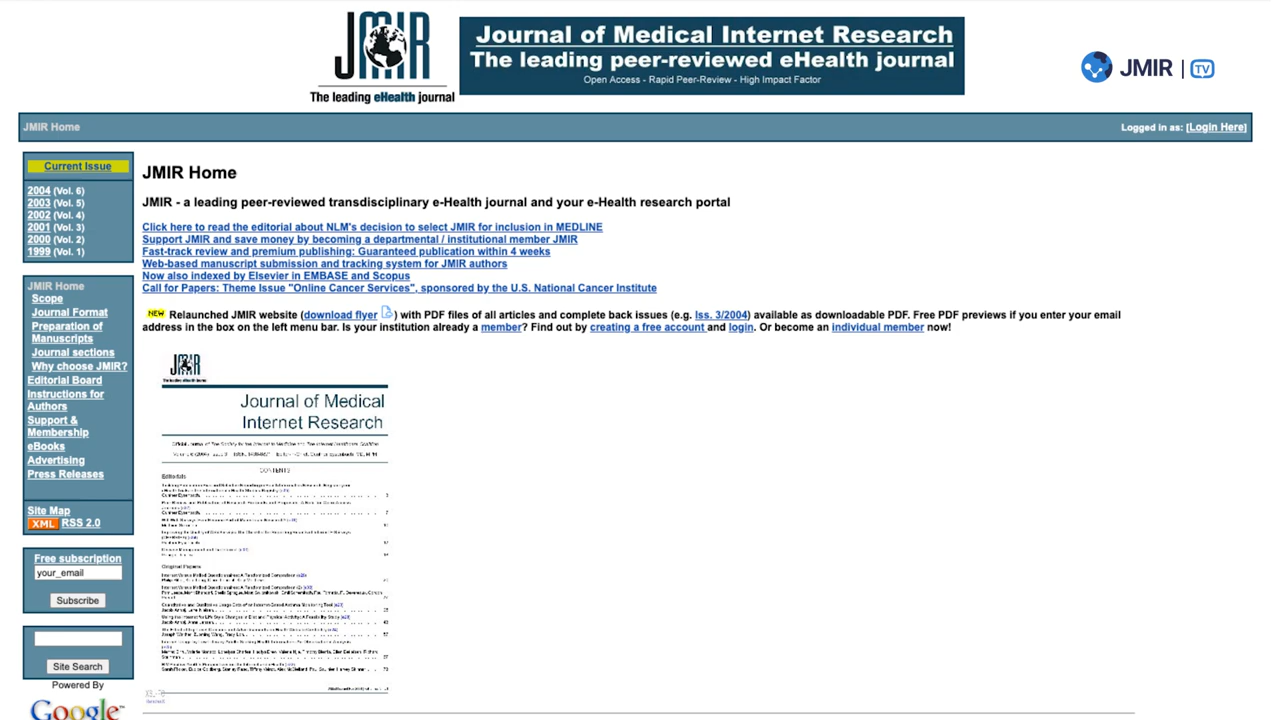 JMIR
The leading eHealth journal
Journal of Medical Internet Research
The leading peer-reviewed eHealth journal
Open Access - Rapid Peer-Review - High Impact Factor
JMIR | TV
JMIR Home
Logged in as: [Login Here]
Current Issue
2004 (Vol. 6)
2003 (Vol. 5)
2002 (Vol. 4)
2001 (Vol. 3)
2000 (Vol. 2)
1999 (Vol. 1)
JMIR Home
Scope
Journal Format
Preparation of
Manuscripts
Journal sections
Why choose JMIR?
Editorial Board
Instructions for
Authors
Support &
Membership
eBooks
Advertising
Press Releases
Site Map
XML RSS 2.0
Free subscription
your_email
Subscribe
Site Search
Powered By
Google
JMIR Home
JMIR - a leading peer-reviewed transdisciplinary e-Health journal and your e-Health research portal
Click here to read the editorial about NLM's decision to select JMIR for inclusion in MEDLINE
Support JMIR and save money by becoming a departmental / institutional member JMIR
Fast-track review and premium publishing: Guaranteed publication within 4 weeks
Web-based manuscript submission and tracking system for JMIR authors
Now also indexed by Elsevier in EMBASE and Scopus
Call for Papers: Theme Issue "Online Cancer Services", sponsored by the U.S. National Cancer Institute
NEW Relaunched JMIR website (download flyer) with PDF files of all articles and complete back issues (e.g. Iss. 3/2004) available as downloadable PDF. Free PDF previews if you enter your email
address in the box on the left menu bar. Is your institution already a member? Find out by creating a free account and login. Or become an individual member now!
JMIR
The leading eHealth journal
Journal of Medical
Internet Research
CONTENTS
Editorials
Original Papers